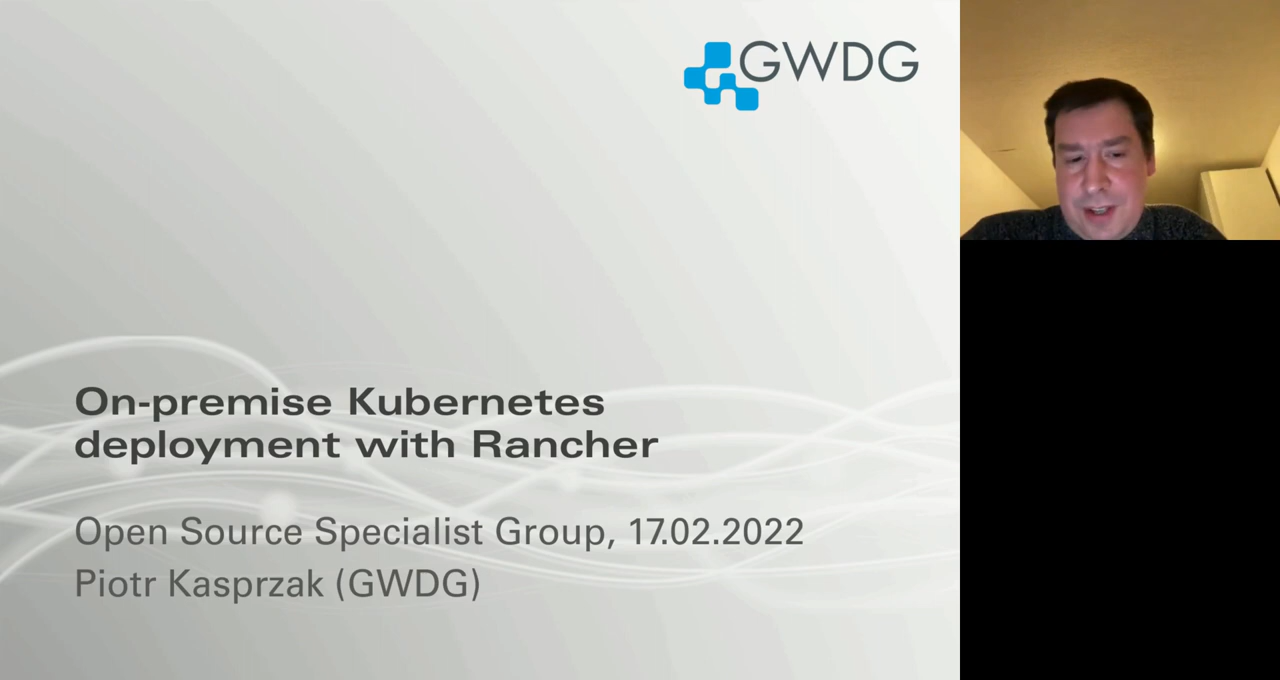 GWDG
On-premise Kubernetes
deployment with Rancher
Open Source Specialist Group, 17.02.2022
Piotr Kasprzak (GWDG)